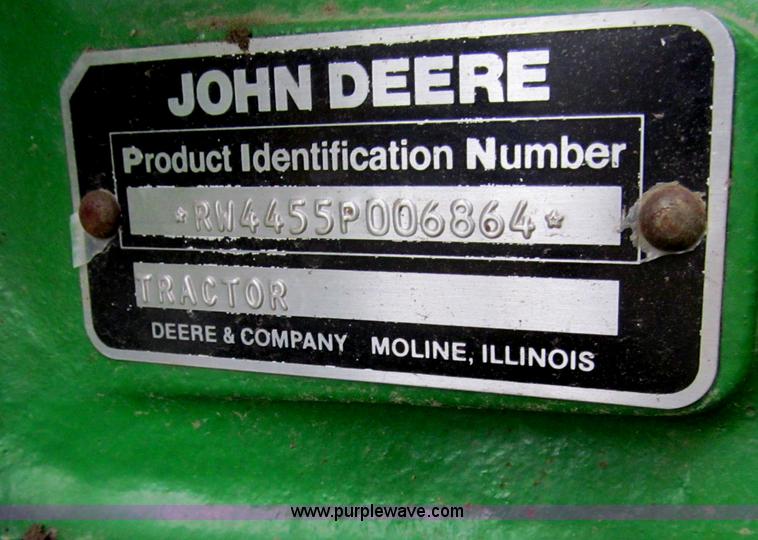 JOHN DEERE
Product Identification Number
*RW4455P006864*
TRACTOR
DEERE & COMPANY MOLINE, ILLINOIS
www.purplewave.com